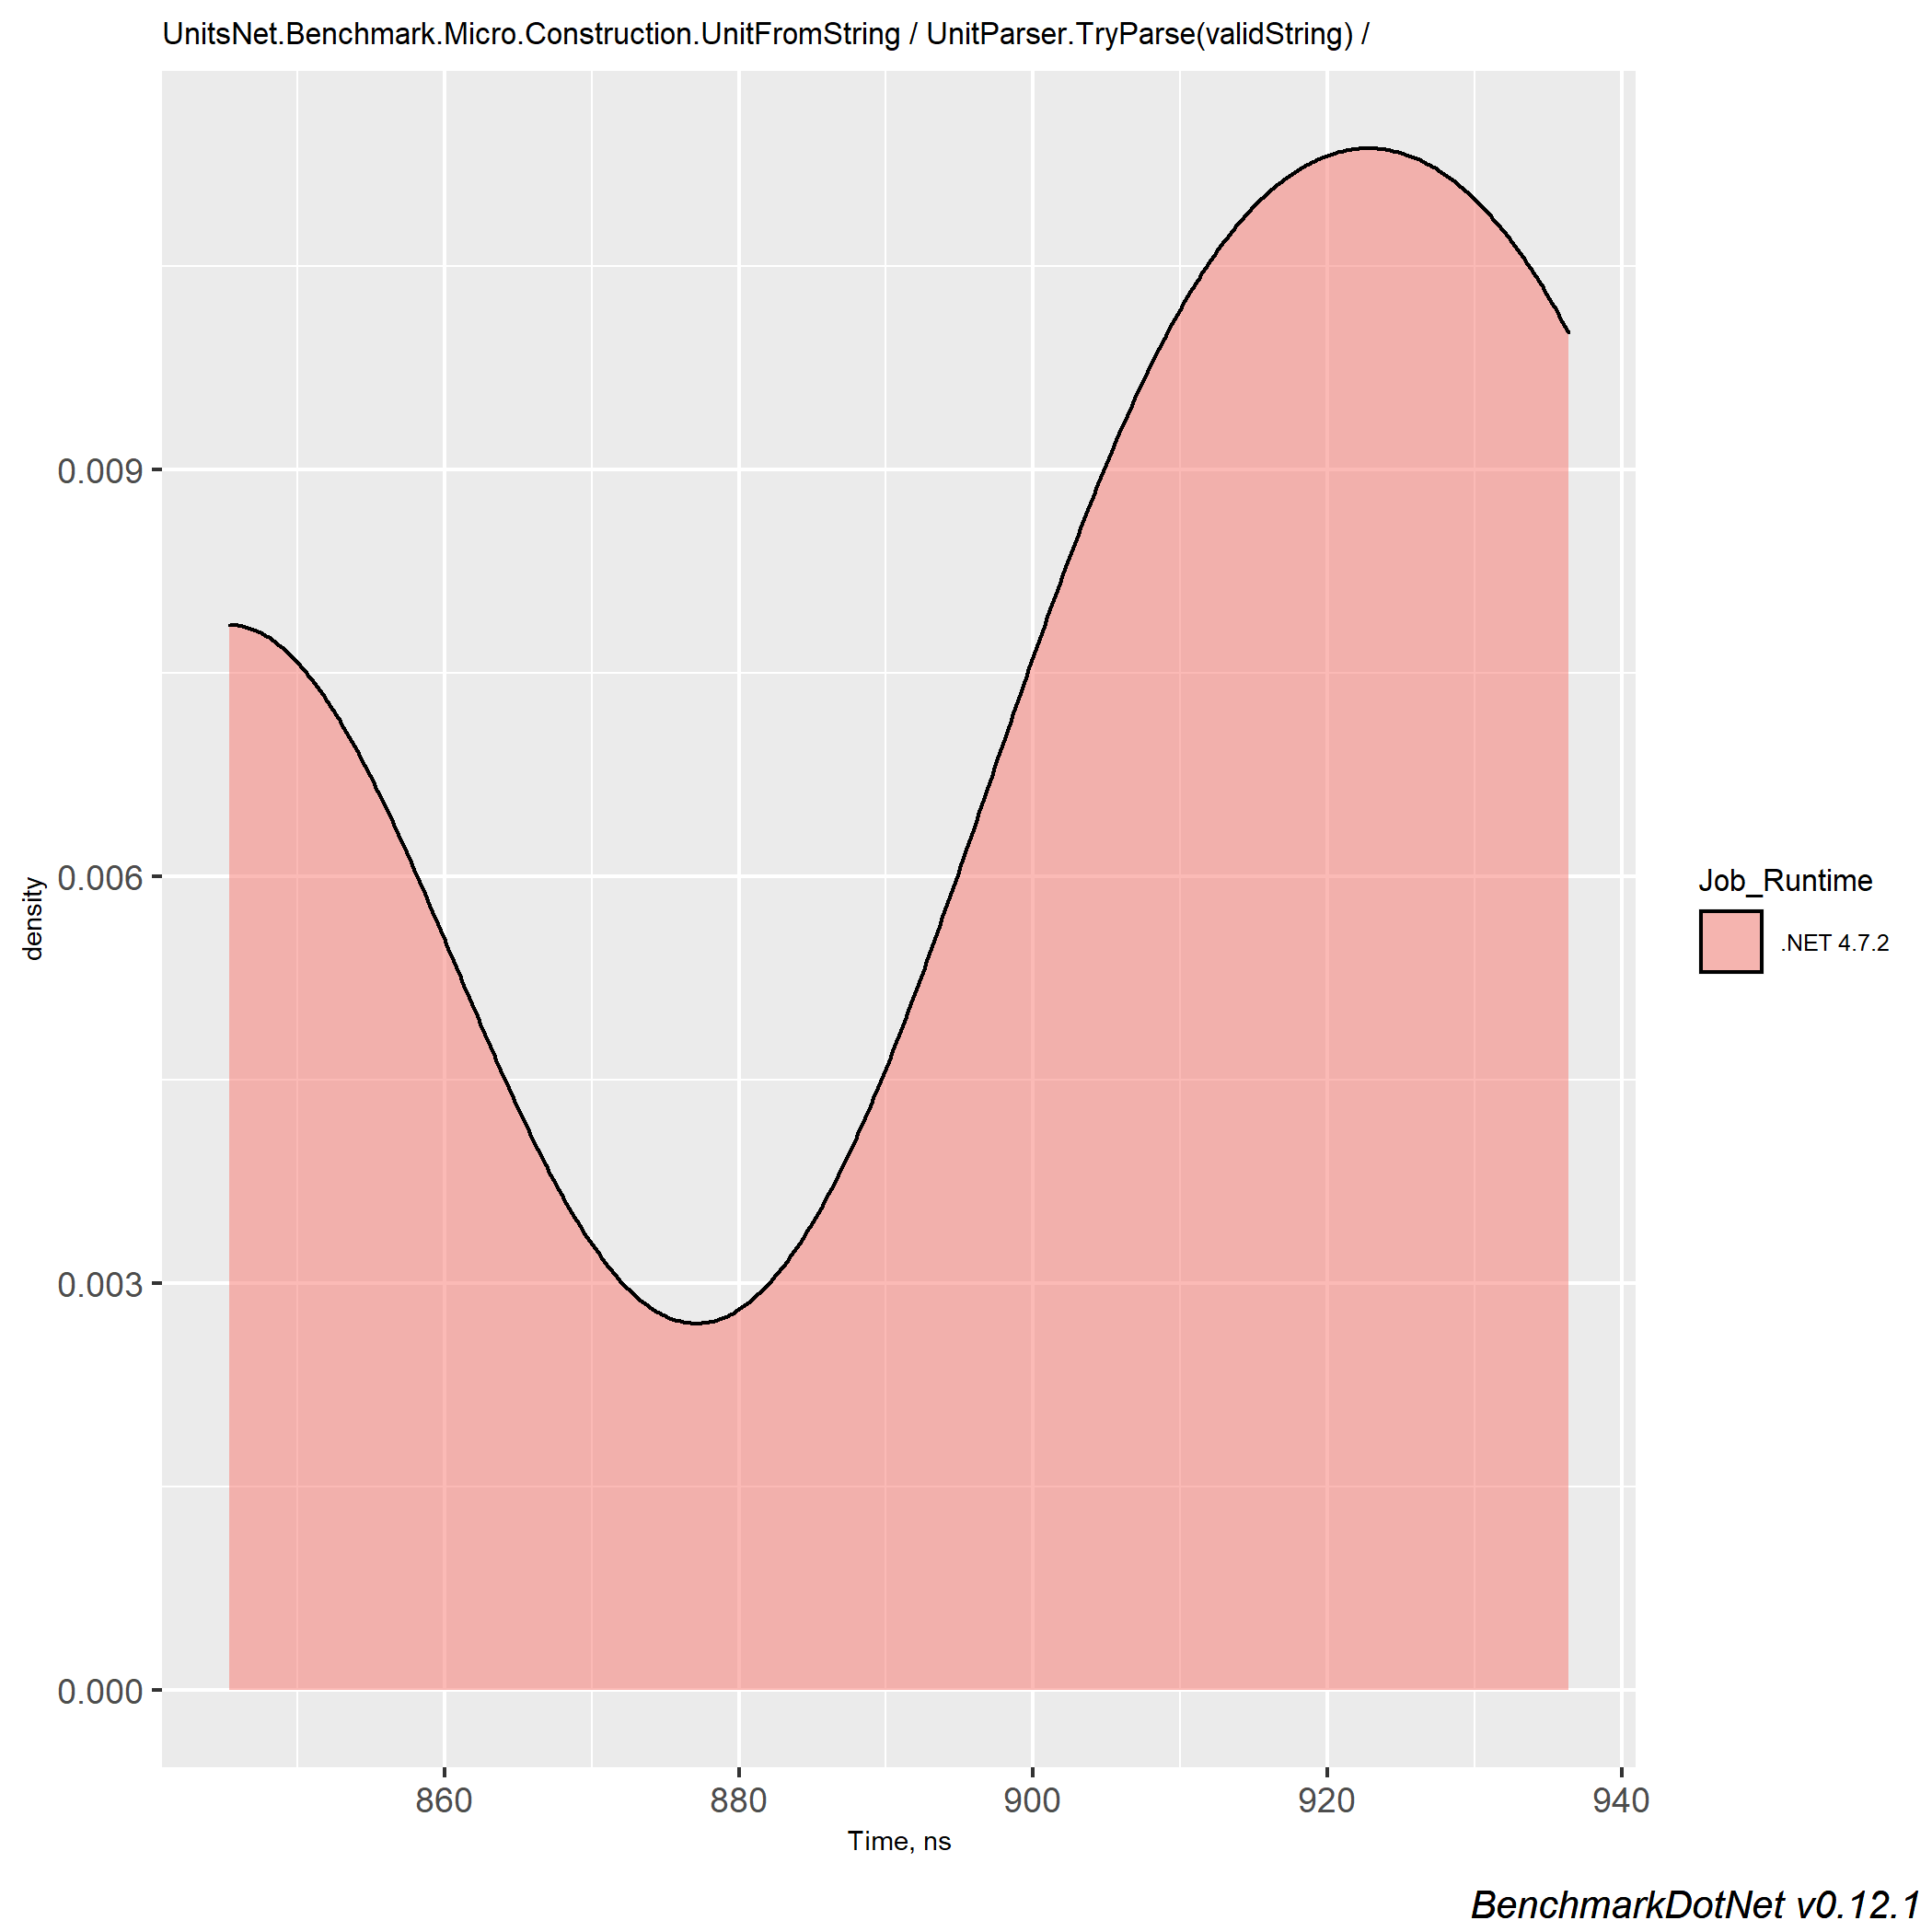 UnitsNet.Benchmark.Micro.Construction.UnitFromString / UnitParser.TryParse(validString) /
0.009
0.006
0.003
0.000
density
860 880 900 920 940
Time, ns
Job_Runtime
.NET 4.7.2
BenchmarkDotNet v0.12.1